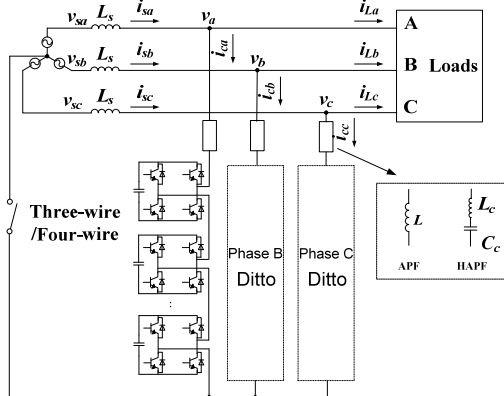 v_sa L_s i_sa v_a i_La A
i_ca
v_sb L_s i_sb v_b i_Lb B Loads
i_cb
v_sc L_s i_sc v_c i_Lc C
i_cc
Three-wire
/Four-wire
Phase B
Ditto
Phase C
Ditto
L
L_c
C_c
APF
HAPF